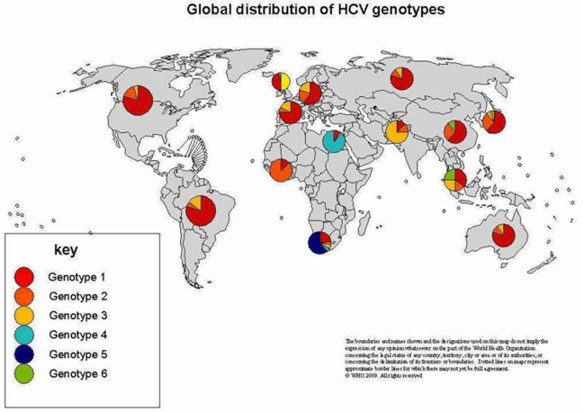 Global distribution of HCV genotypes
key
Genotype 1
Genotype 2
Genotype 3
Genotype 4
Genotype 5
Genotype 6
The boundaries and names shown and the designations used on this map do not imply the
expression of any opinion whatsoever on the part of the World Health Organization
concerning the legal status of any country, territory, city or area or of its authorities, or
concerning the delimitation of its frontiers or boundaries. Dotted lines on maps represent
approximate border lines for which there may not yet be full agreement.
© WHO 2009. All rights reserved